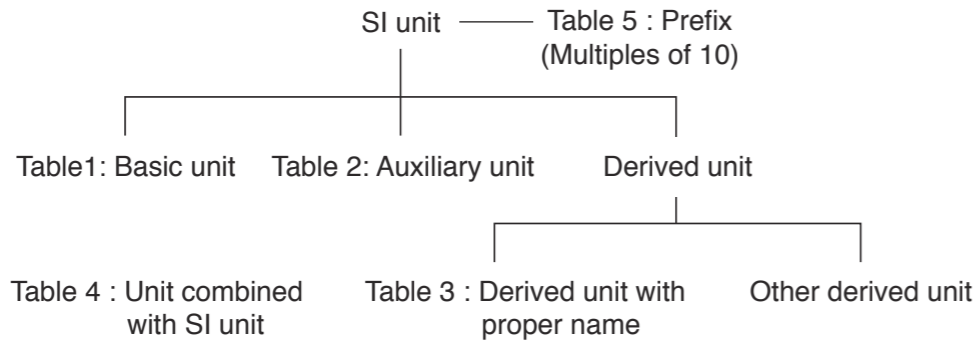 SI unit
Table 5 : Prefix
(Multiples of 10)
Table1: Basic unit
Table 2: Auxiliary unit
Derived unit
Table 4 : Unit combined
with SI unit
Table 3 : Derived unit with
proper name
Other derived unit